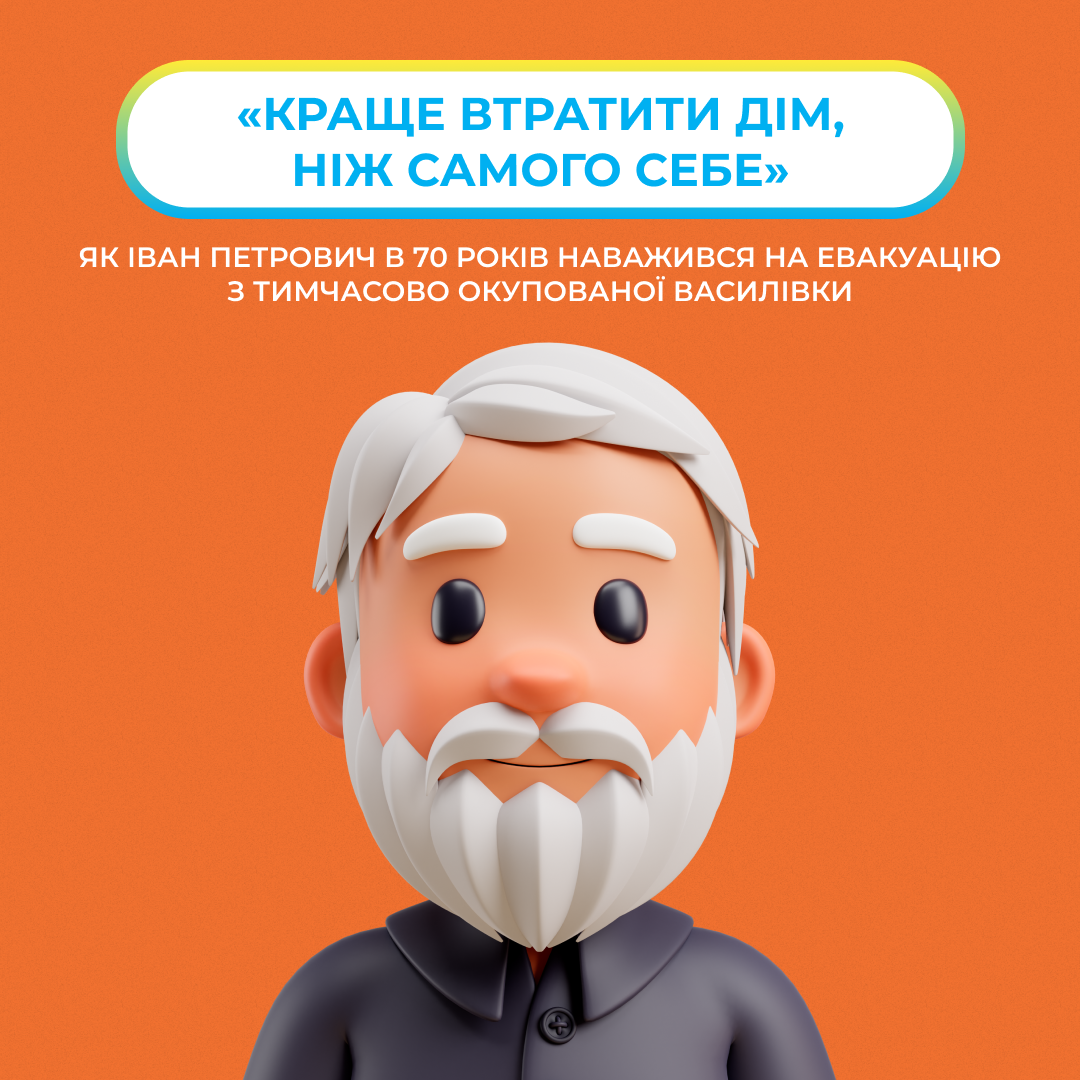 «КРАЩЕ ВТРАТИТИ ДІМ,
НІЖ САМОГО СЕБЕ»
ЯК ІВАН ПЕТРОВИЧ В 70 РОКІВ НАВАЖИВСЯ НА ЕВАКУАЦІЮ
З ТИМЧАСОВО ОКУПОВАНОЇ ВАСИЛІВКИ